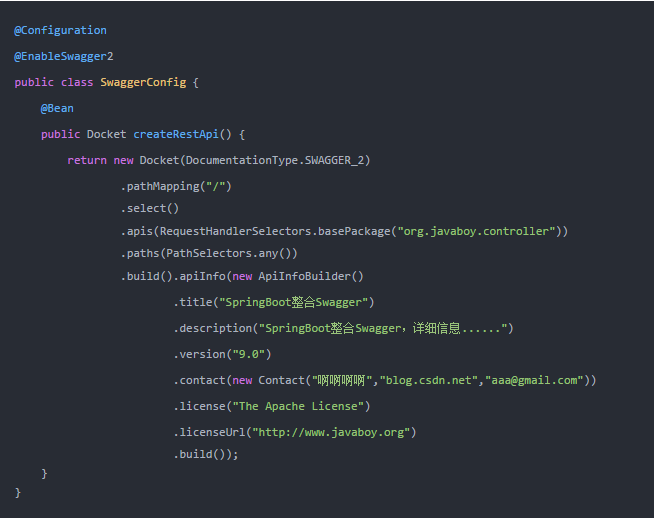 @Configuration
@EnableSwagger2
public class SwaggerConfig {
    @Bean
    public Docket createRestApi() {
        return new Docket(DocumentationType.SWAGGER_2)
                .pathMapping("/")
                .select()
                .apis(RequestHandlerSelectors.basePackage("org.javaboy.controller"))
                .paths(PathSelectors.any())
                .build().apiInfo(new ApiInfoBuilder()
                        .title("SpringBoot整合Swagger")
                        .description("SpringBoot整合Swagger，详细信息......")
                        .version("9.0")
                        .contact(new Contact("啊啊啊啊","blog.csdn.net","aaa@gmail.com"))
                        .license("The Apache License")
                        .licenseUrl("http://www.javaboy.org")
                        .build());
    }
}